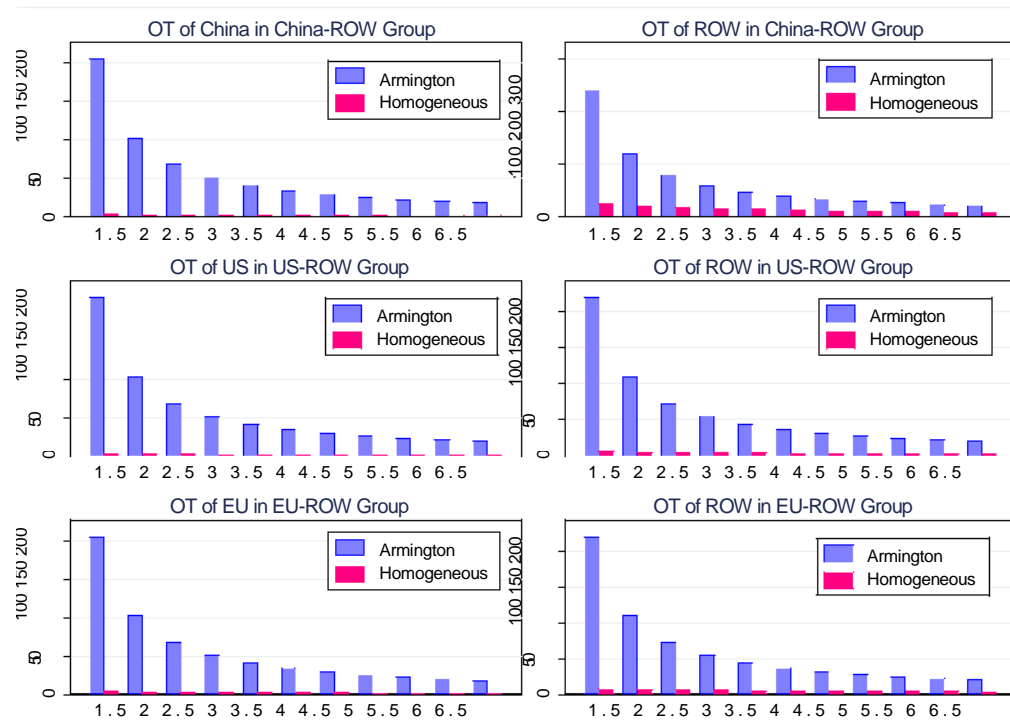 OT of China in China-ROW Group
0 50 100 150 200
Armington
Homogeneous
1.5 2 2.5 3 3.5 4 4.5 5 5.5 6 6.5
OT of ROW in China-ROW Group
0 100 200 300
Armington
Homogeneous
1.5 2 2.5 3 3.5 4 4.5 5 5.5 6 6.5
OT of US in US-ROW Group
0 50 100 150 200
Armington
Homogeneous
1.5 2 2.5 3 3.5 4 4.5 5 5.5 6 6.5
OT of ROW in US-ROW Group
0 50 100 150 200
Armington
Homogeneous
1.5 2 2.5 3 3.5 4 4.5 5 5.5 6 6.5
OT of EU in EU-ROW Group
0 50 100 150 200
Armington
Homogeneous
1.5 2 2.5 3 3.5 4 4.5 5 5.5 6 6.5
OT of ROW in EU-ROW Group
0 50 100 150 200
Armington
Homogeneous
1.5 2 2.5 3 3.5 4 4.5 5 5.5 6 6.5